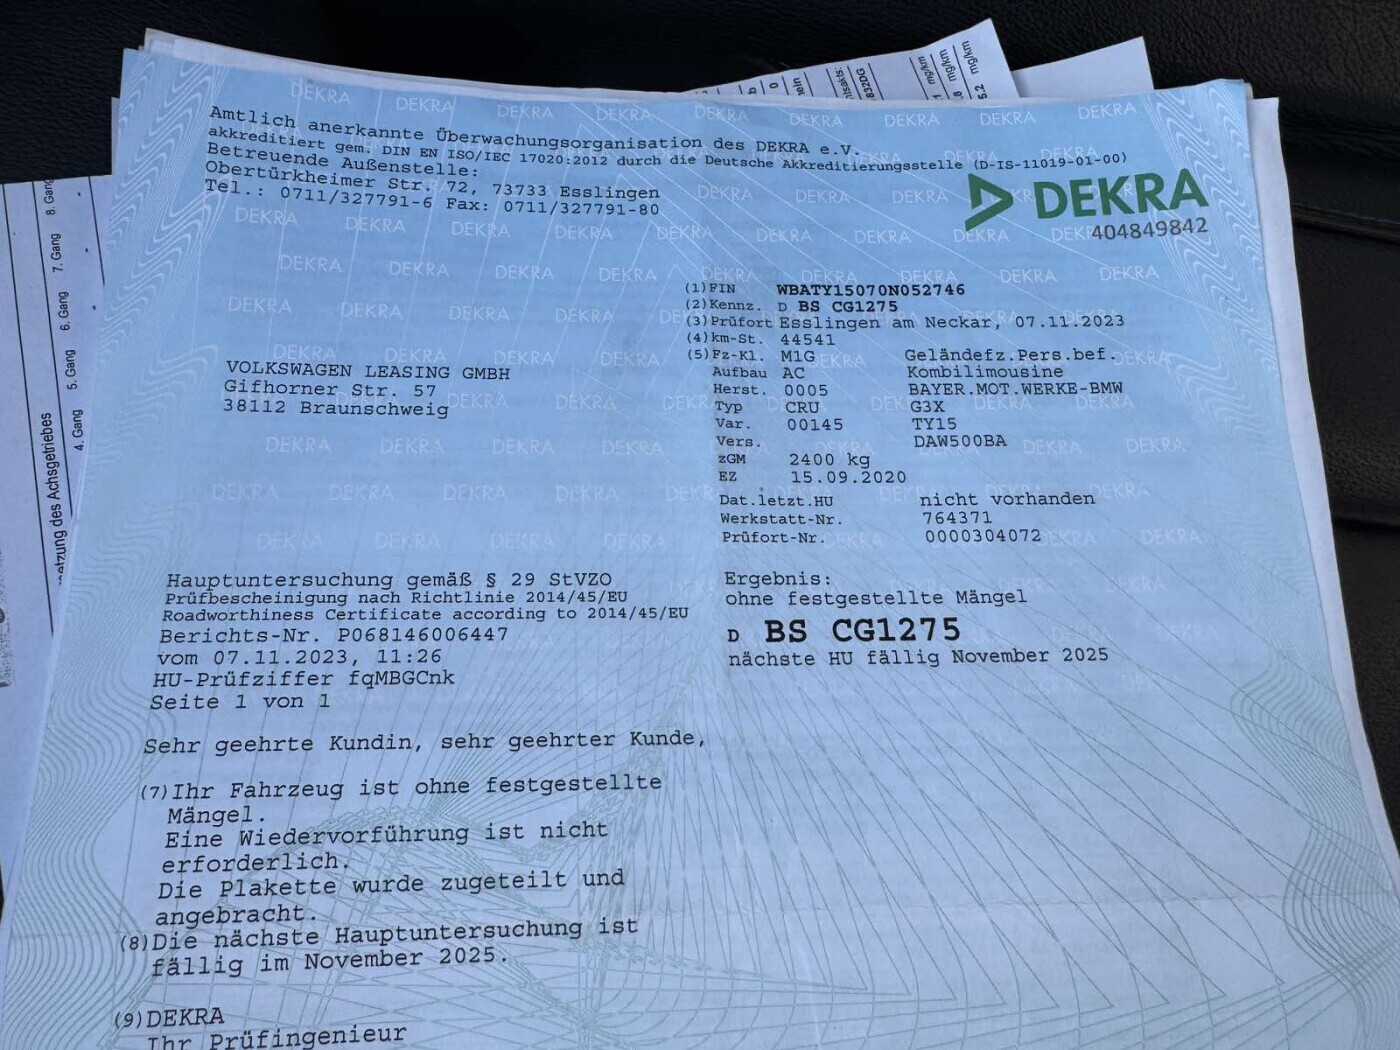 Amtlich anerkannte Überwachungsorganisation des DEKRA e.V.
akkreditiert gem. DIN EN ISO/IEC 17020:2012 durch die Deutsche Akkreditierungsstelle (D-IS-11019-01-00)
Betreuende Außenstelle:
Obertürkheimer Str. 72, 73733 Esslingen
Tel.: 0711/327791-6 Fax: 0711/327791-80
DEKRA
404849842
(1)FIN WBATY15070N052746
(2)Kennz. D BS CG1275
(3)Prüfort Esslingen am Neckar, 07.11.2023
(4)km-St. 44541
(5)Fz-Kl. M1G Geländefz.Pers.bef.
Aufbau AC Kombilimousine
Herst. 0005 BAYER.MOT.WERKE-BMW
Typ CRU G3X
Var. 00145 TY15
Vers. DAW500BA
zGM 2400 kg
EZ 15.09.2020
Dat.letzt.HU nicht vorhanden
Werkstatt-Nr. 764371
Prüfort-Nr. 0000304072
VOLKSWAGEN LEASING GMBH
Gifhorner Str. 57
38112 Braunschweig
Hauptuntersuchung gemäß § 29 StVZO
Prüfbescheinigung nach Richtlinie 2014/45/EU
Roadworthiness Certificate according to 2014/45/EU
Berichts-Nr. P068146006447
vom 07.11.2023, 11:26
HU-Prüfziffer fqMBGCnk
Seite 1 von 1
Ergebnis:
ohne festgestellte Mängel
D BS CG1275
nächste HU fällig November 2025
Sehr geehrte Kundin, sehr geehrter Kunde,
(7)Ihr Fahrzeug ist ohne festgestellte
Mängel.
Eine Wiedervorführung ist nicht
erforderlich.
Die Plakette wurde zugeteilt und
angebracht.
(8)Die nächste Hauptuntersuchung ist
fällig im November 2025.
(9)DEKRA
Ihr Prüfingenieur
des Achsgetriebes
4. Gang
5. Gang
6. Gang
7. Gang
8. Gang
mg/km
mg/km
mg/km